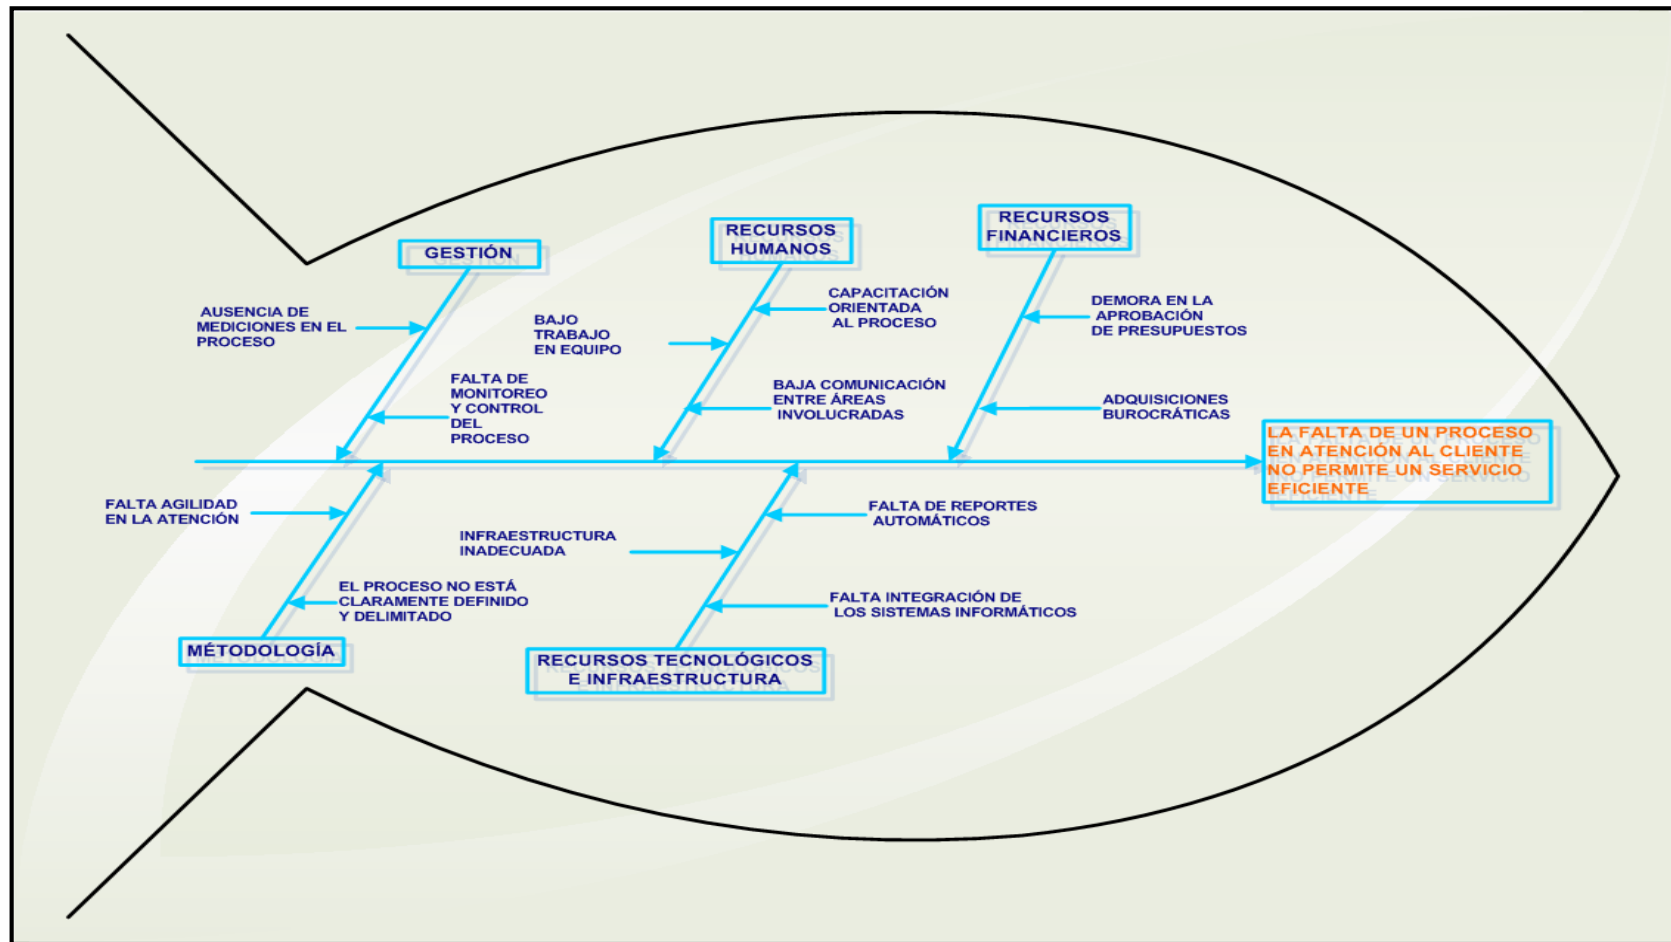 GESTIÓN
RECURSOS
HUMANOS
RECURSOS
FINANCIEROS
AUSENCIA DE
MEDICIONES EN EL
PROCESO
FALTA DE
MONITOREO
Y CONTROL
DEL
PROCESO
BAJO
TRABAJO
EN EQUIPO
CAPACITACIÓN
ORIENTADA
AL PROCESO
BAJA COMUNICACIÓN
ENTRE ÁREAS
INVOLUCRADAS
DEMORA EN LA
APROBACIÓN
DE PRESUPUESTOS
ADQUISICIONES
BUROCRÁTICAS
LA FALTA DE UN PROCESO
EN ATENCIÓN AL CLIENTE
NO PERMITE UN SERVICIO
EFICIENTE
FALTA AGILIDAD
EN LA ATENCIÓN
EL PROCESO NO ESTÁ
CLARAMENTE DEFINIDO
Y DELIMITADO
INFRAESTRUCTURA
INADECUADA
FALTA DE REPORTES
AUTOMÁTICOS
FALTA INTEGRACIÓN DE
LOS SISTEMAS INFORMÁTICOS
MÉTODOLOGÍA
RECURSOS TECNOLÓGICOS
E INFRAESTRUCTURA